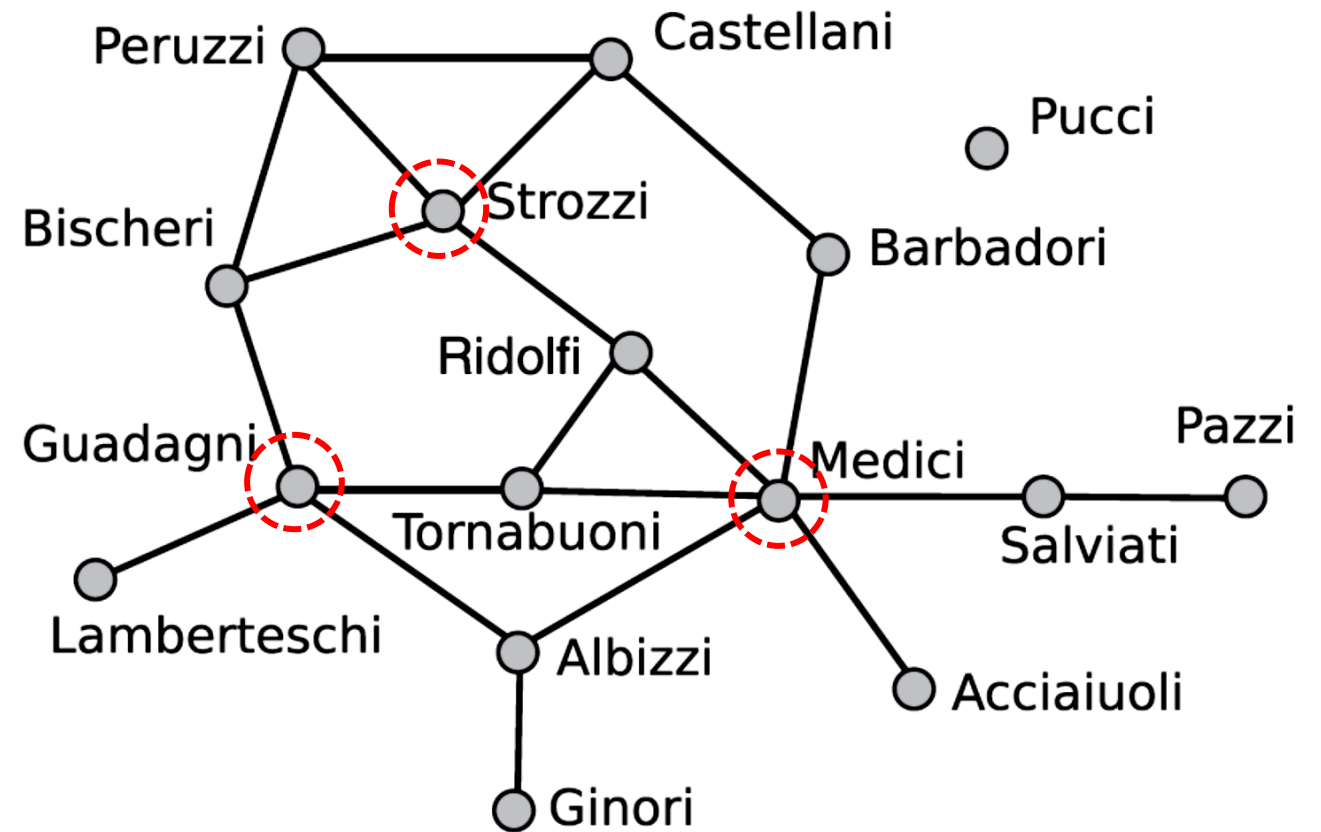 Peruzzi
Castellani
Pucci
Strozzi
Bischeri
Barbadori
Ridolfi
Pazzi
Guadagni
Medici
Tornabuoni
Salviati
Lamberteschi
Albizzi
Acciaiuoli
Ginori